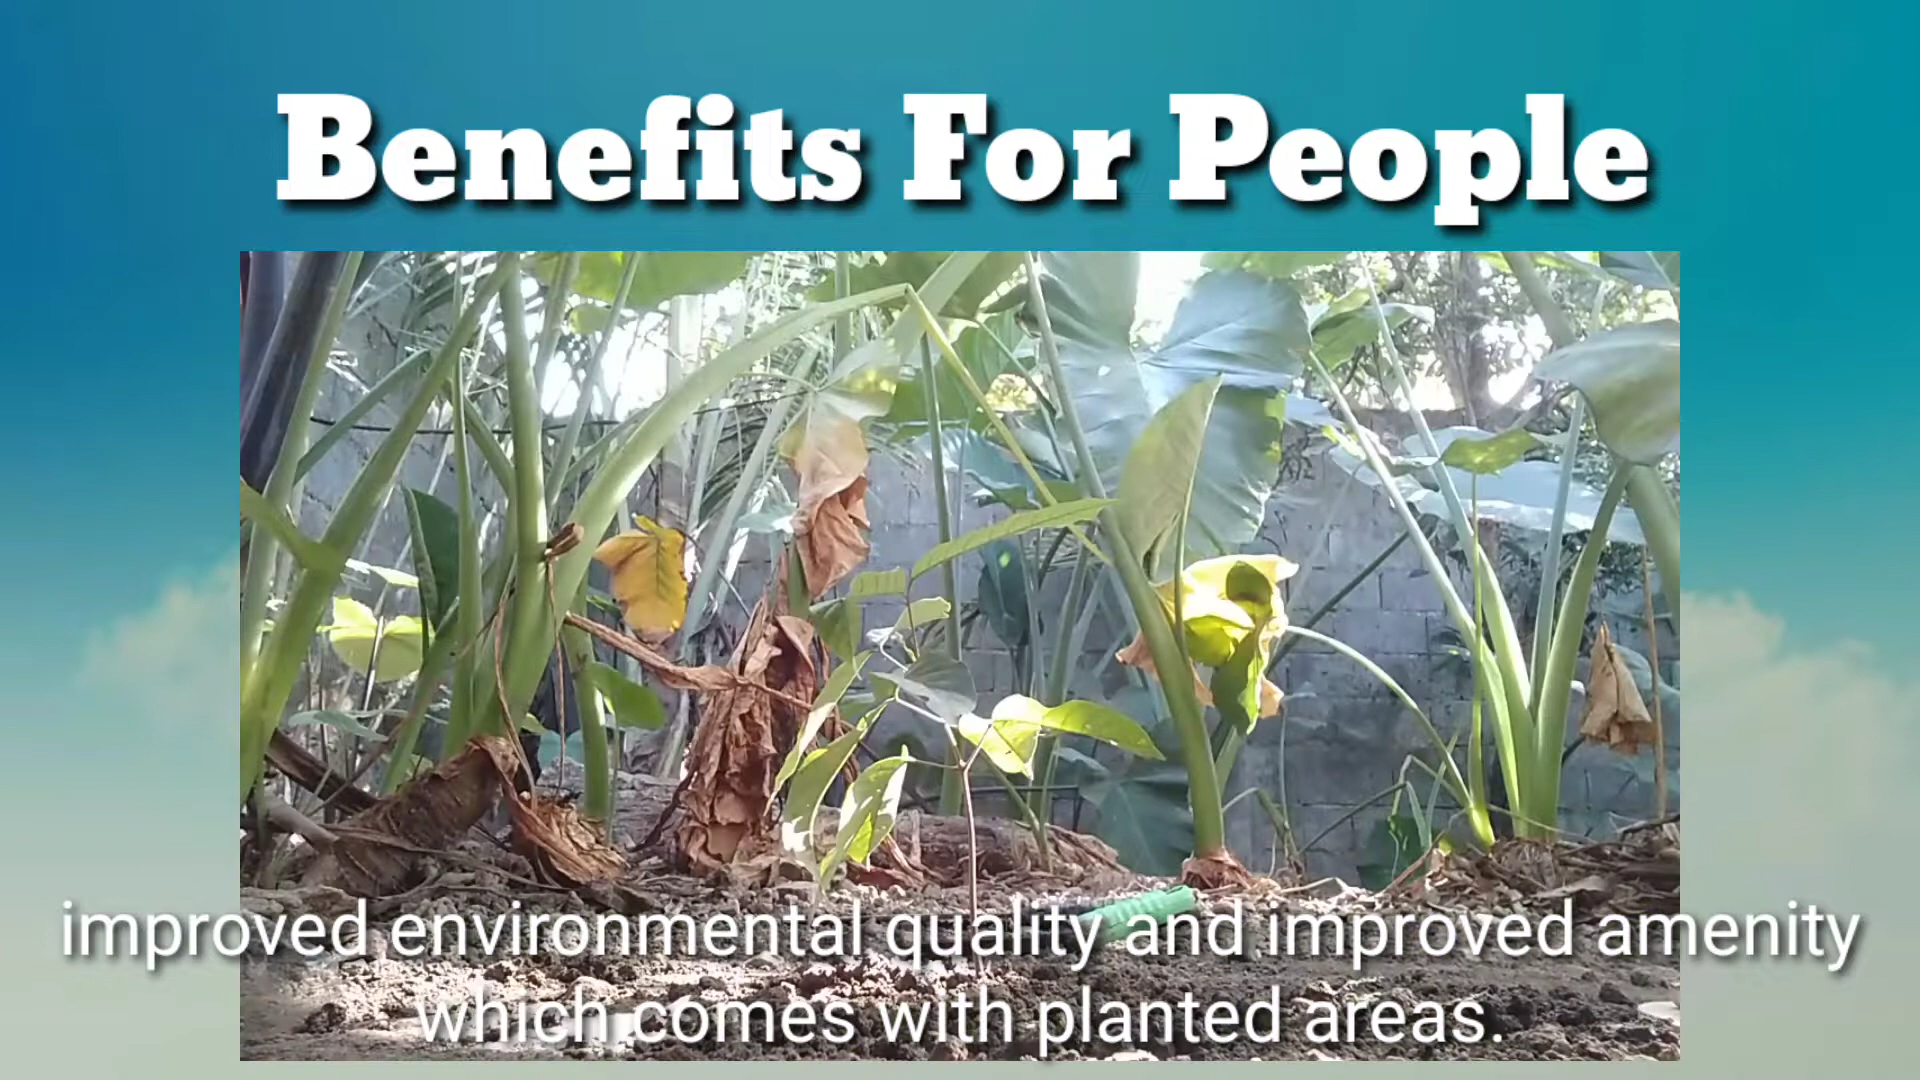 Benefits For People
improved environmental quality and improved amenity
which comes with planted areas.